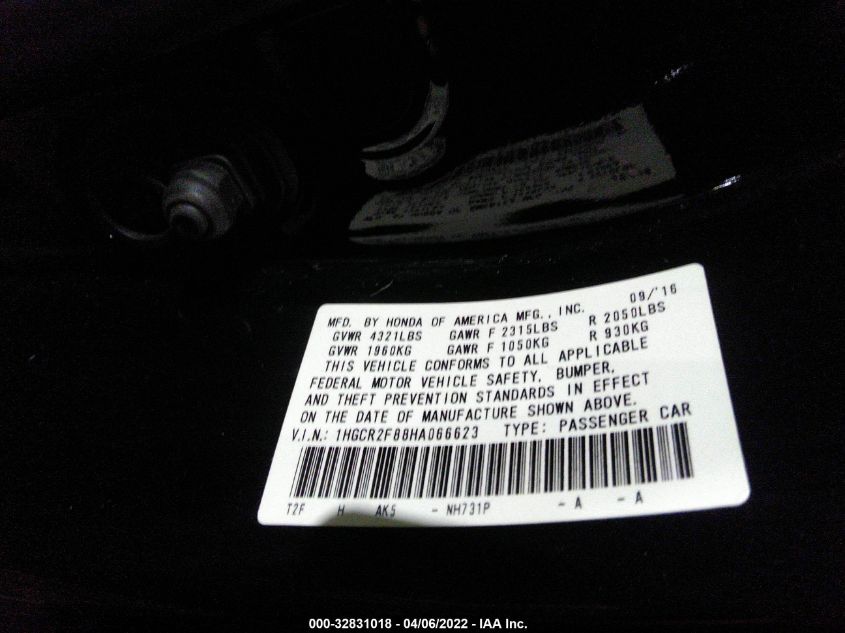 MFD. BY HONDA OF AMERICA MFG., INC. 09/'16
GVWR 4321LBS GAWR F 2315LBS R 2050LBS
GVWR 1960KG GAWR F 1050KG R 930KG
THIS VEHICLE CONFORMS TO ALL APPLICABLE
FEDERAL MOTOR VEHICLE SAFETY, BUMPER,
AND THEFT PREVENTION STANDARDS IN EFFECT
ON THE DATE OF MANUFACTURE SHOWN ABOVE.
V.I.N.: 1HGCR2F88HA066623 TYPE: PASSENGER CAR
T2F H AK5 - NH731P - A - A
000-32831018 - 04/06/2022 - IAA Inc.